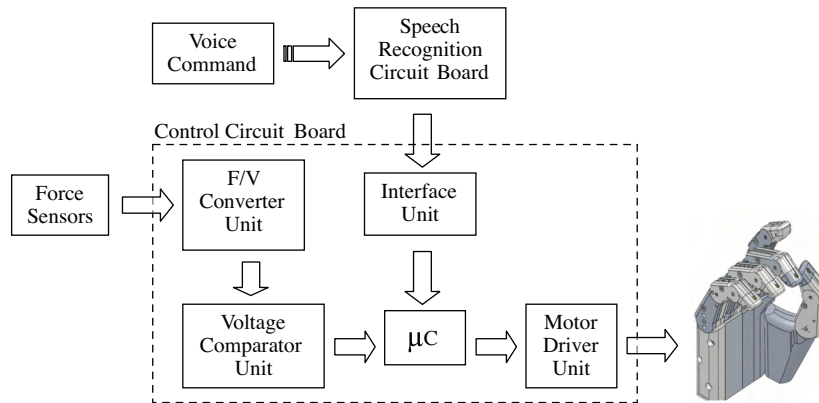 Voice
Command
Speech
Recognition
Circuit Board
Control Circuit Board
Force
Sensors
F/V
Converter
Unit
Interface
Unit
Voltage
Comparator
Unit
μC
Motor
Driver
Unit